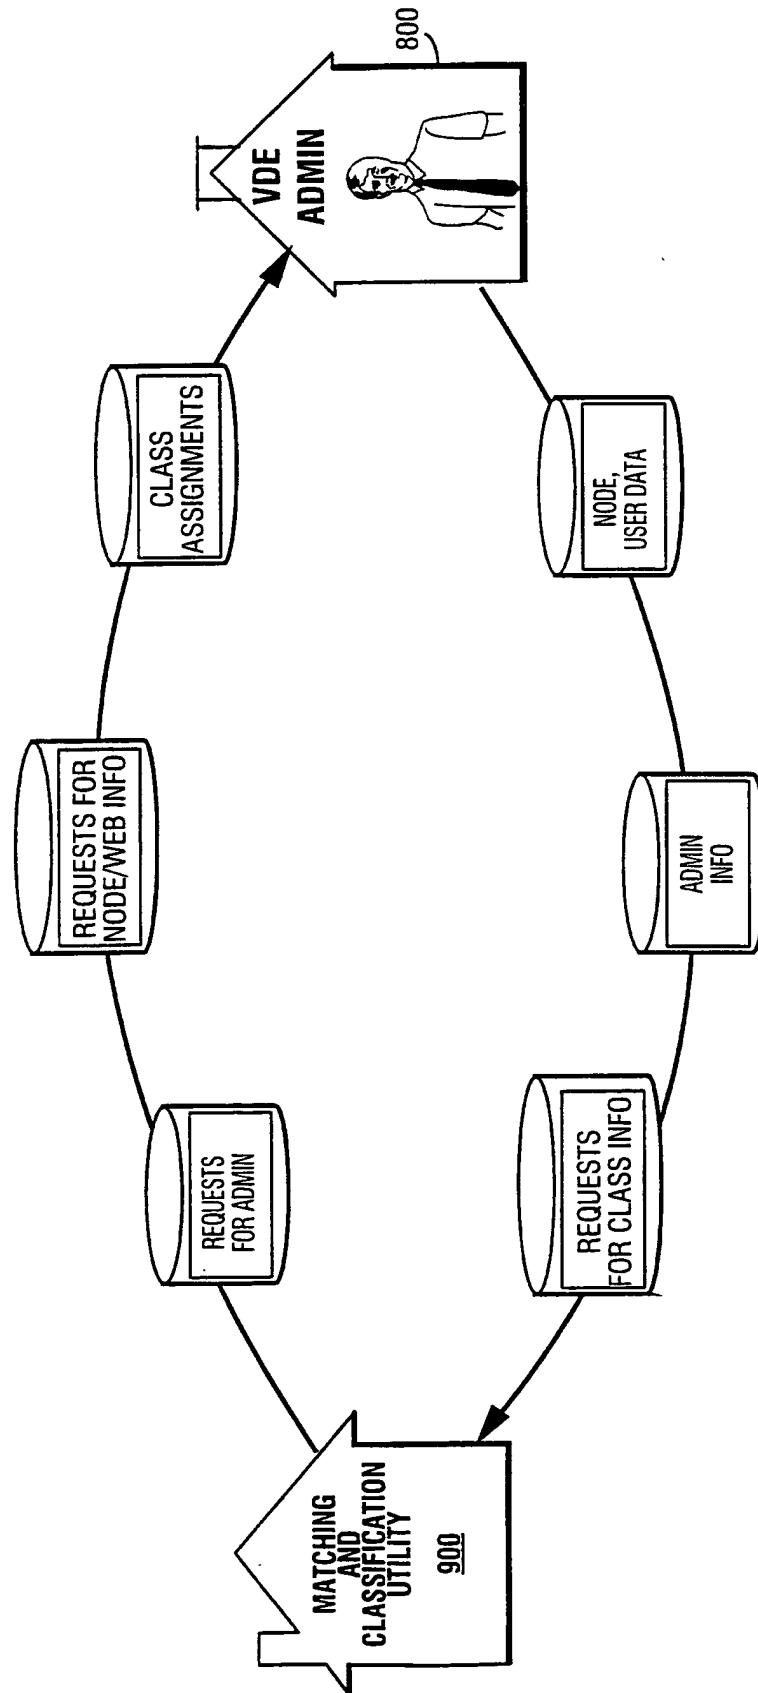 REQUESTS FOR
NODE/WEB INFO
REQUESTS
FOR ADMIN
CLASS
ASSIGNMENTS
MATCHING
AND
CLASSIFICATION
UTILITY
900
VDE
ADMIN
800
REQUESTS
FOR CLASS INFO
ADMIN
INFO
NODE,
USER DATA